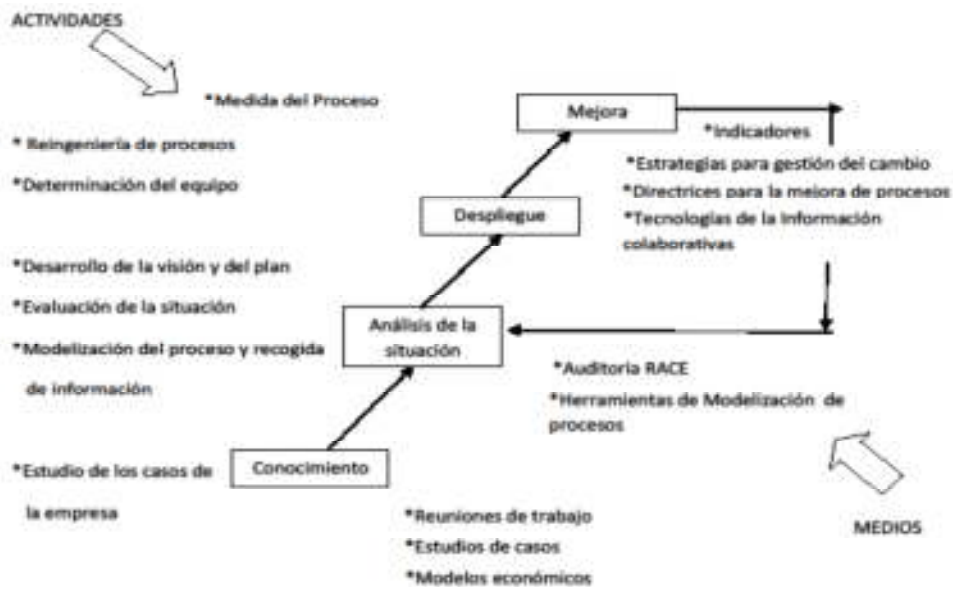 ACTIVIDADES
*Medida del Proceso
Mejora
*Indicadores
* Reingeniería de procesos
*Estrategias para gestión del cambio
*Determinación del equipo
*Directrices para la mejora de procesos
Despliegue
*Tecnologías de la Información
colaborativas
*Desarrollo de la visión y del plan
*Evaluación de la situación
Análisis de la
situación
*Modelización del proceso y recogida
de información
*Auditoria RACE
*Herramientas de Modelización de
procesos
Conocimiento
*Estudio de los casos de
la empresa
*Reuniones de trabajo
MEDIOS
*Estudios de casos
*Modelos económicos